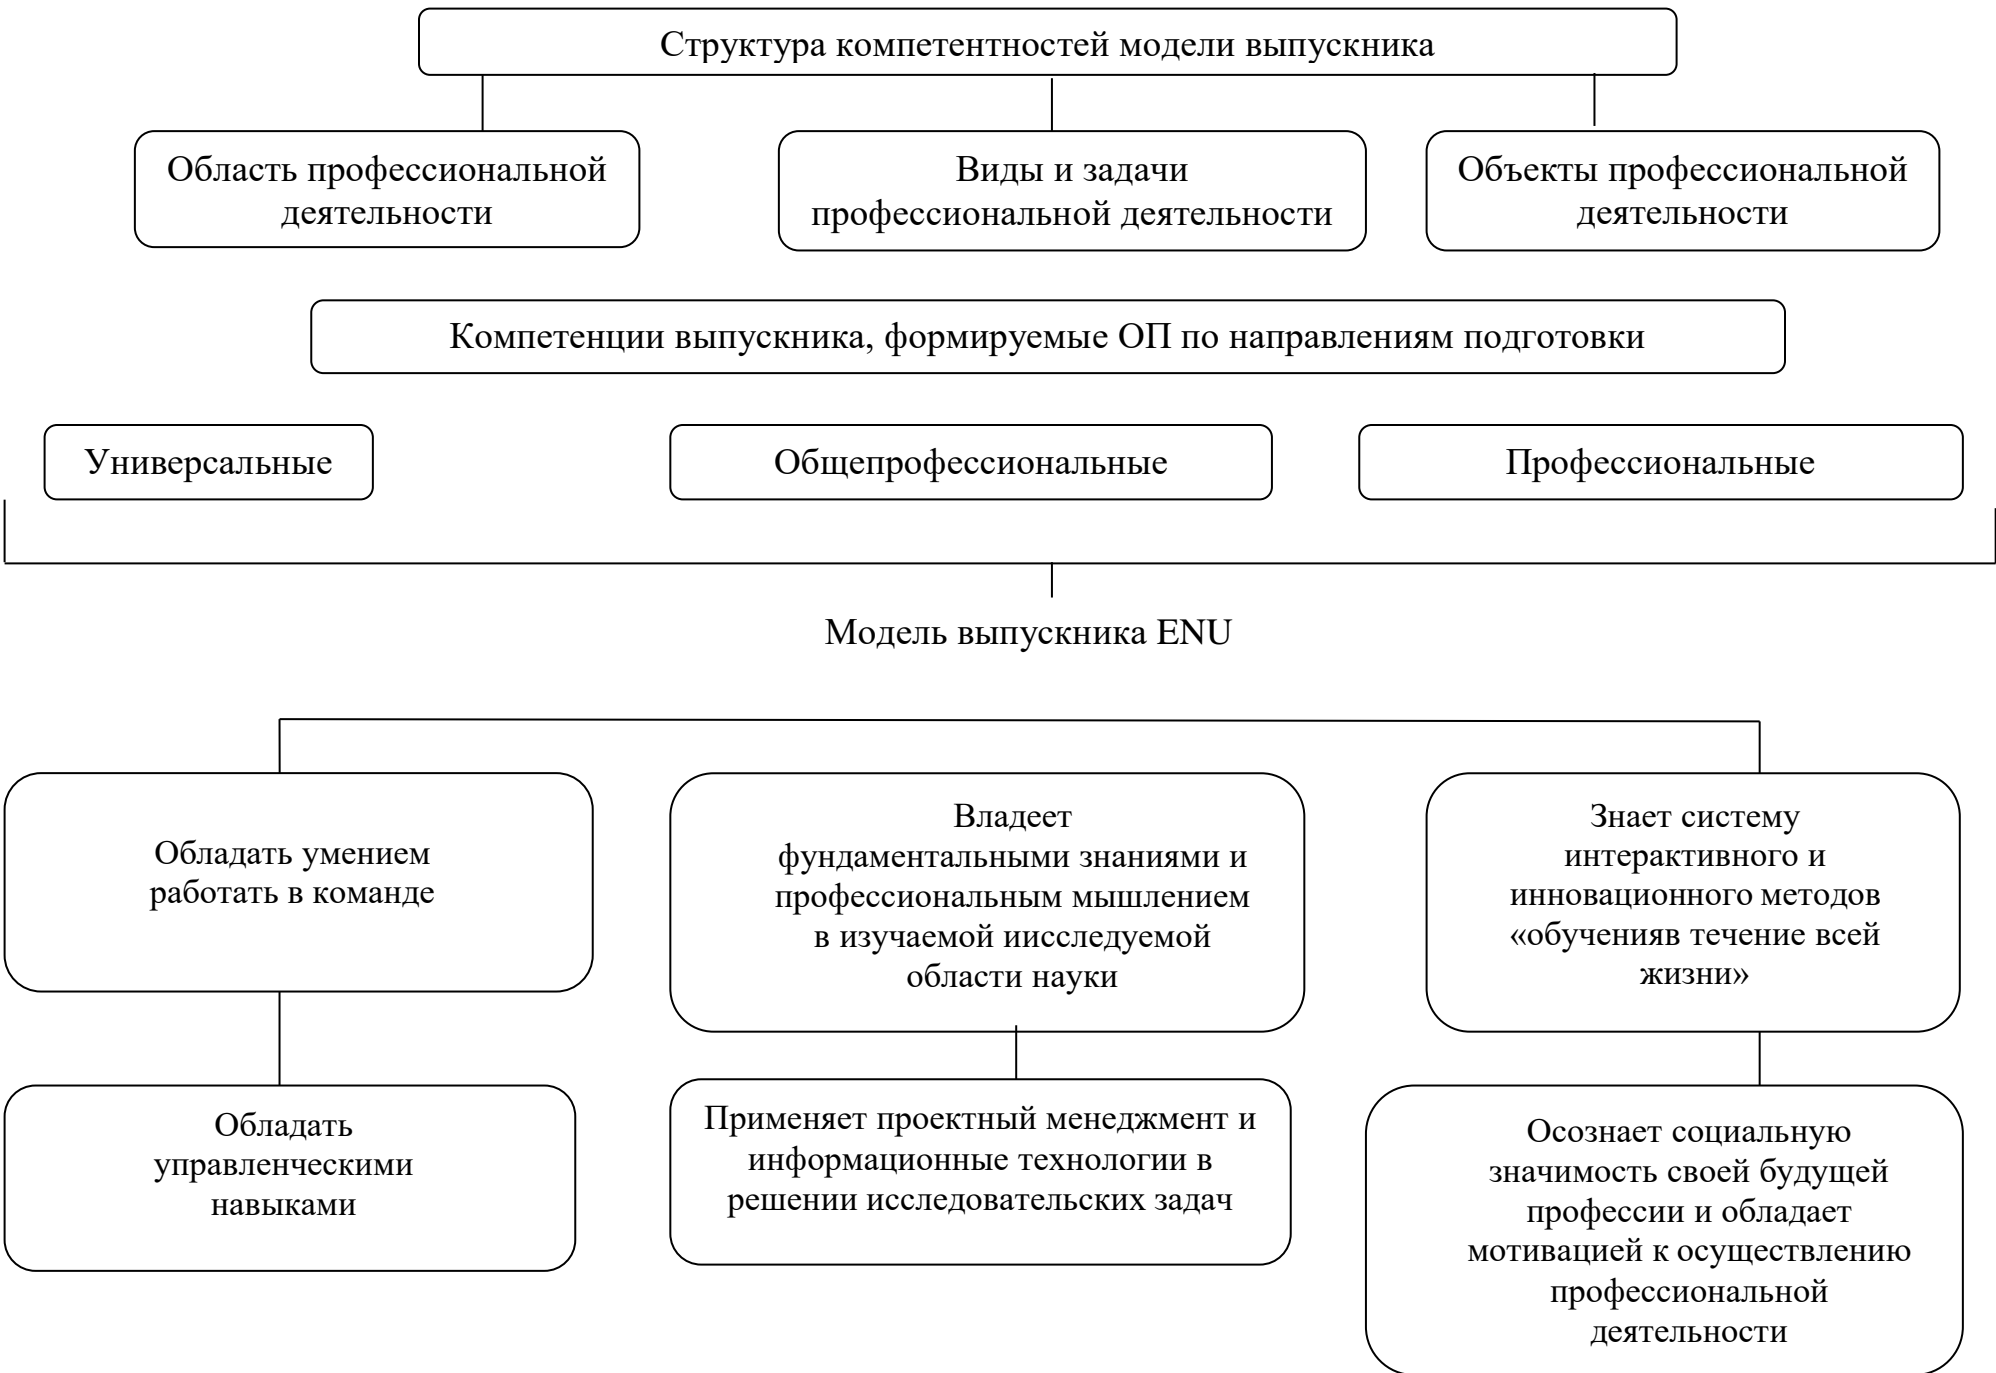 Структура компетентностей модели выпускника
Область профессиональной
деятельности
Виды и задачи
профессиональной деятельности
Объекты профессиональной
деятельности
Компетенции выпускника, формируемые ОП по направлениям подготовки
Универсальные
Общепрофессиональные
Профессиональные
Модель выпускника ENU
Обладать умением
работать в команде
Владеет
фундаментальными знаниями и
профессиональным мышлением
в изучаемой иисследуемой
области науки
Знает систему
интерактивного и
инновационного методов
«обученияв течение всей
жизни»
Обладать
управленческими
навыками
Применяет проектный менеджмент и
информационные технологии в
решении исследовательских задач
Осознает социальную
значимость своей будущей
профессии и обладает
мотивацией к осуществлению
профессиональной
деятельности